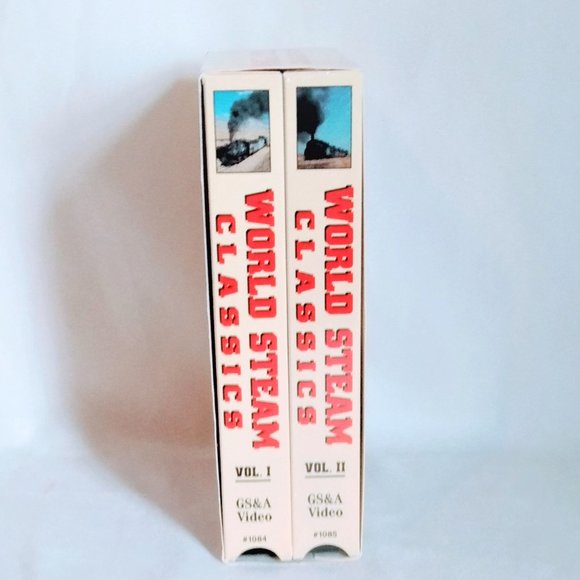 WORLD STEAM
CLASSICS
VOL. I
GS&A
Video
#1084
WORLD STEAM
CLASSICS
VOL. II
GS&A
Video
#1085